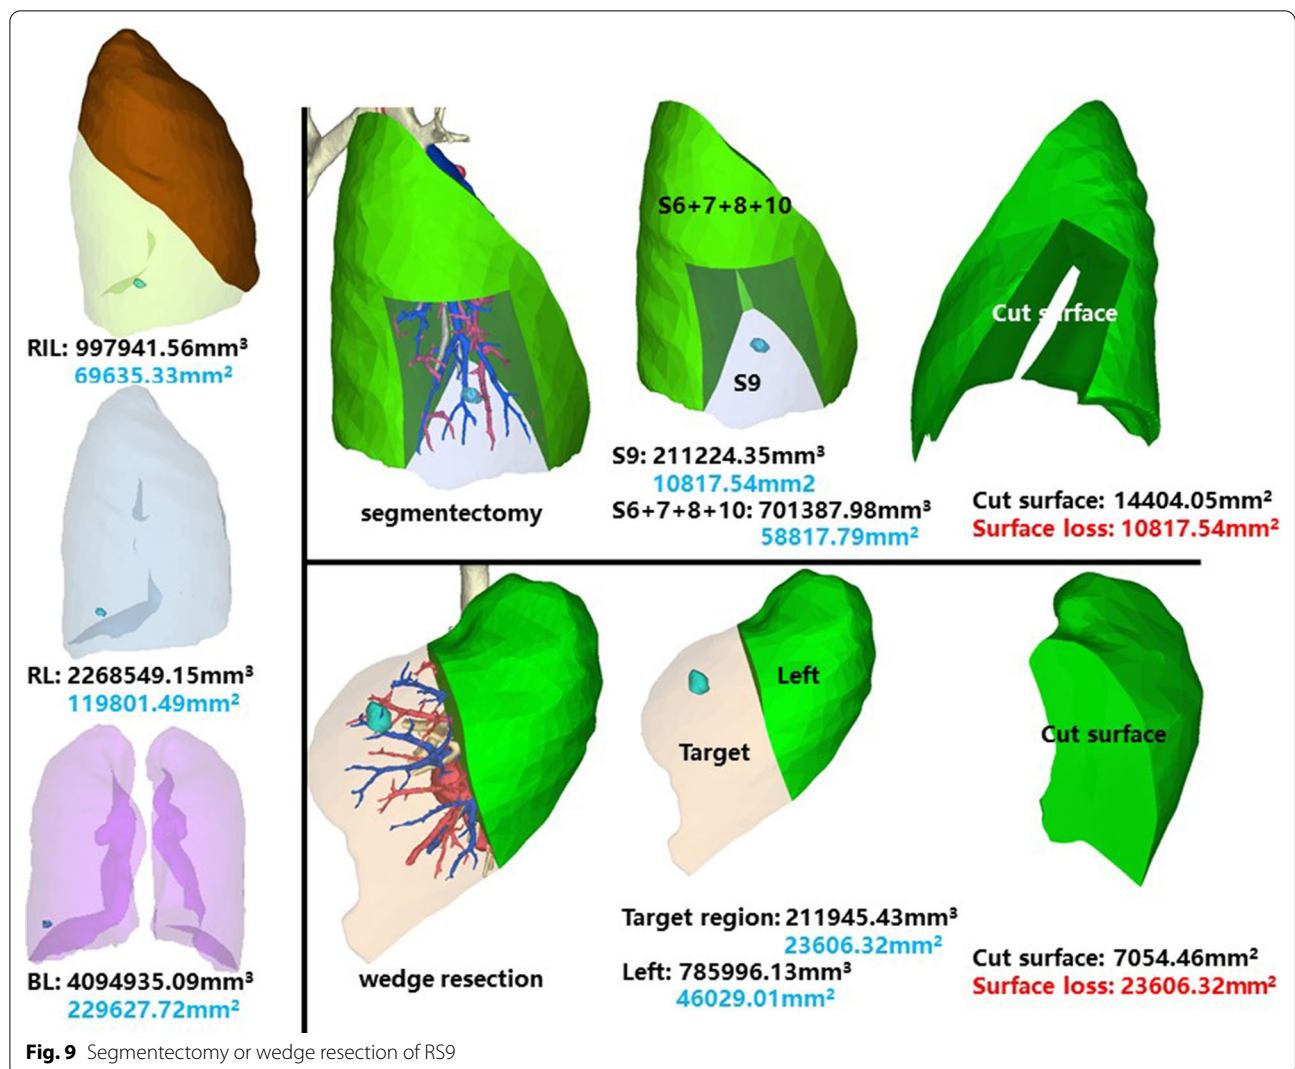 RIL: 997941.56mm³
69635.33mm²
RL: 2268549.15mm³
119801.49mm²
BL: 4094935.09mm³
229627.72mm²
segmentectomy
S6+7+8+10
S9
S9: 211224.35mm³
10817.54mm2
S6+7+8+10: 701387.98mm³
58817.79mm²
Cut surface
Cut surface: 14404.05mm²
Surface loss: 10817.54mm²
wedge resection
Left
Target
Target region: 211945.43mm³
23606.32mm²
Left: 785996.13mm³
46029.01mm²
Cut surface
Cut surface: 7054.46mm²
Surface loss: 23606.32mm²
Fig. 9 Segmentectomy or wedge resection of RS9